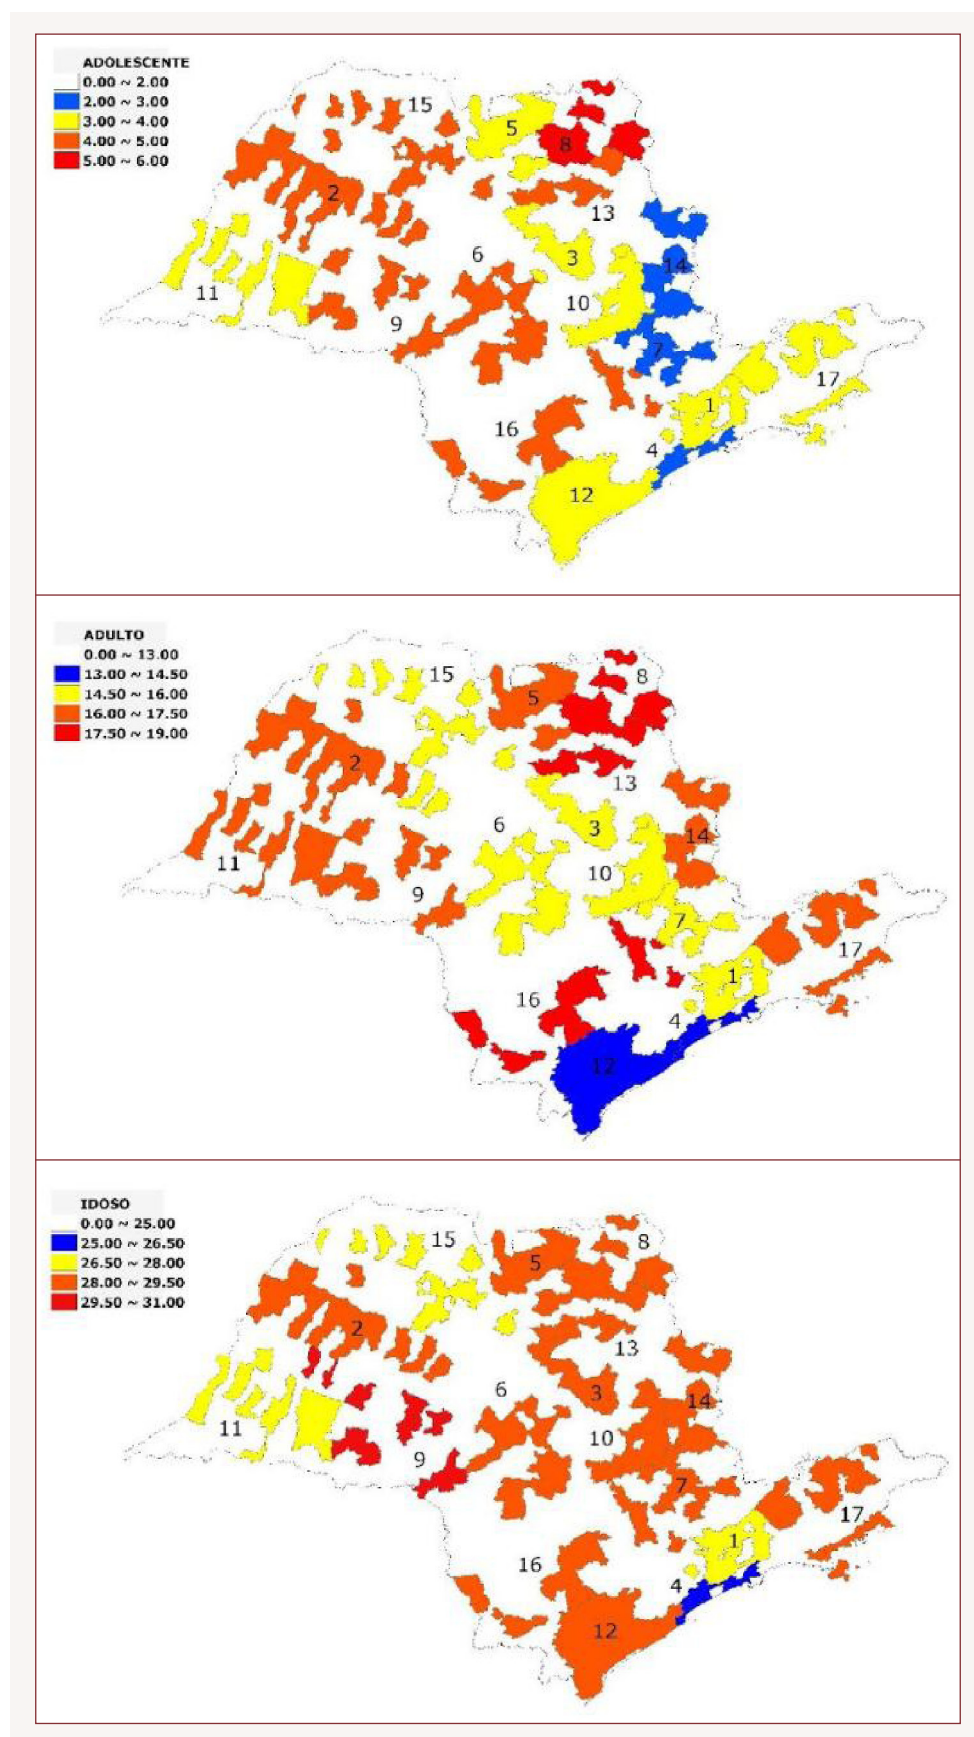 ADOLESCENTE
0.00 ~ 2.00
2.00 ~ 3.00
3.00 ~ 4.00
4.00 ~ 5.00
5.00 ~ 6.00
15
5
8
2
13
6
3
14
11
10
9
7
17
1
16
4
12
ADULTO
0.00 ~ 13.00
13.00 ~ 14.50
14.50 ~ 16.00
16.00 ~ 17.50
17.50 ~ 19.00
15
8
5
2
13
6
3
14
11
10
9
7
17
1
16
4
12
IDOSO
0.00 ~ 25.00
25.00 ~ 26.50
26.50 ~ 28.00
28.00 ~ 29.50
29.50 ~ 31.00
15
8
5
2
13
6
3
14
11
10
9
7
17
1
16
4
12